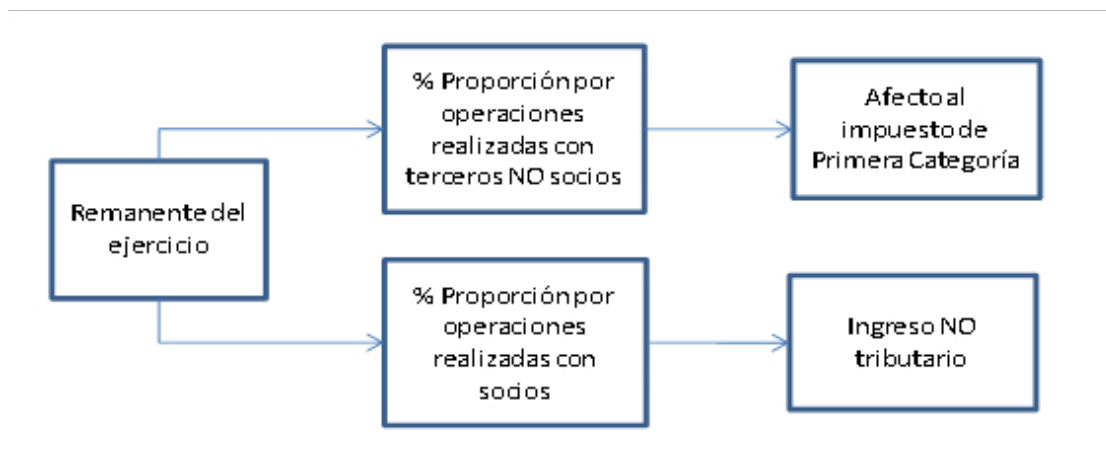 Remanente del
ejercicio
% Proporción por
operaciones
realizadas con
terceros NO socios
Afecto al
impuesto de
Primera Categoría
% Proporción por
operaciones
realizadas con
socios
Ingreso NO
tributario